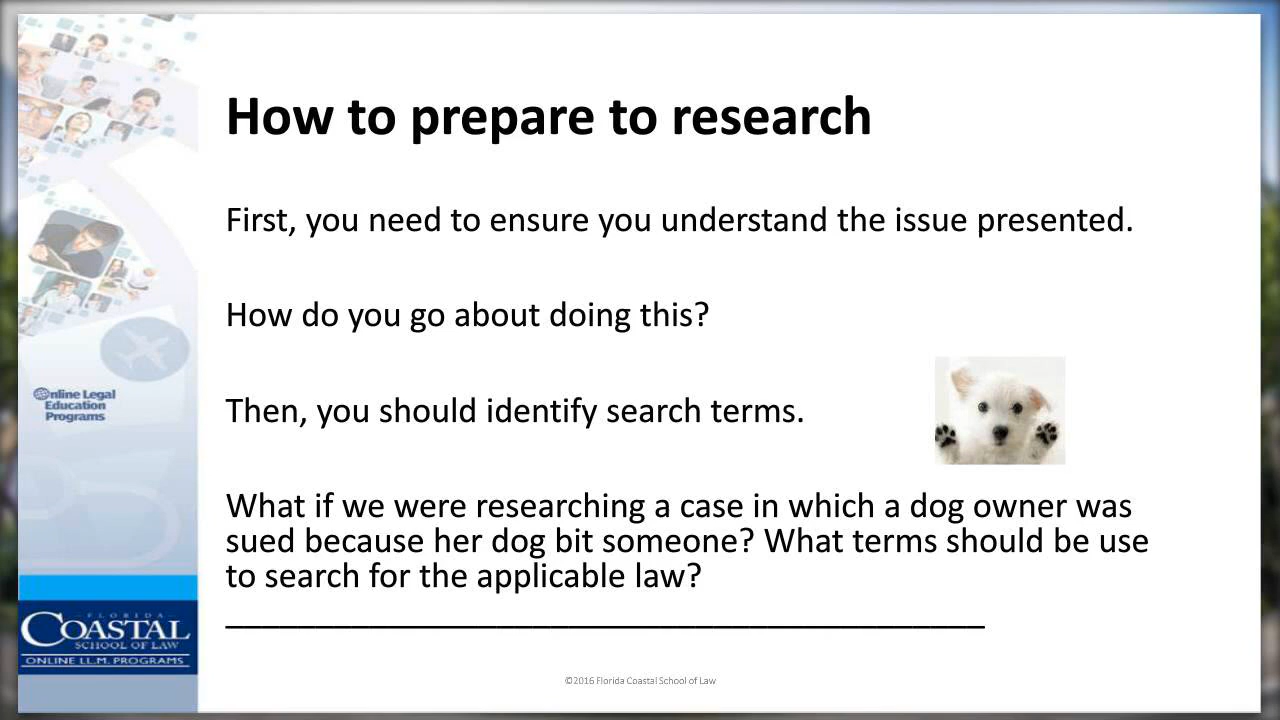 How to prepare to research
First, you need to ensure you understand the issue presented.
How do you go about doing this?
Then, you should identify search terms.
What if we were researching a case in which a dog owner was
sued because her dog bit someone? What terms should be use
to search for the applicable law?
__________________________________________
Online Legal
Education
Programs
FLORIDA
COASTAL
SCHOOL OF LAW
ONLINE LL.M. PROGRAMS
©2016 Florida Coastal School of Law